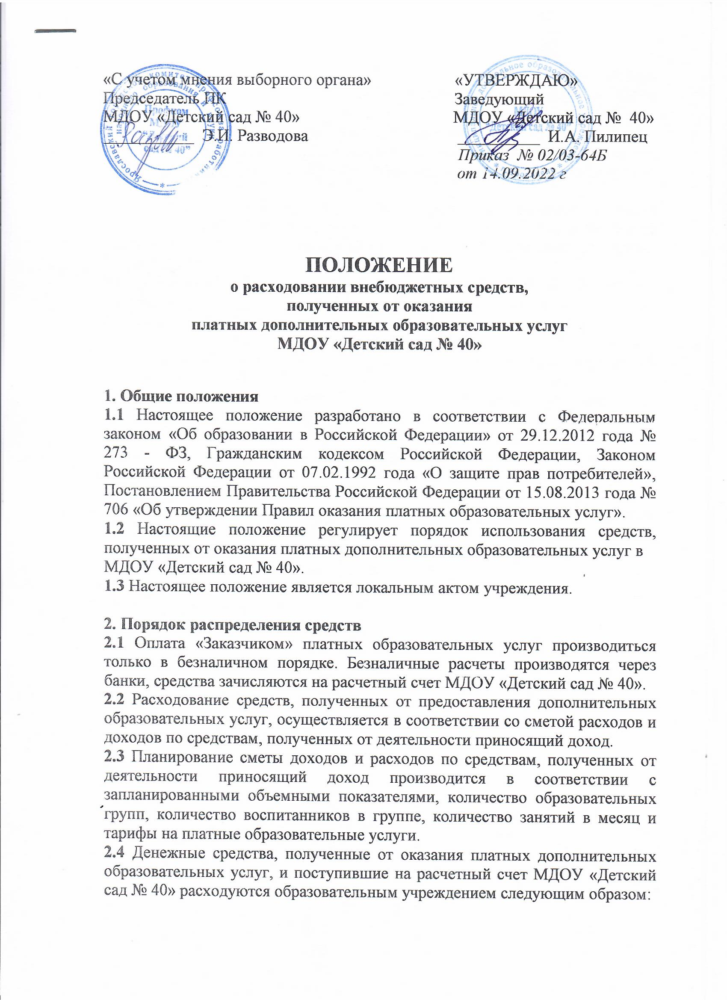 «С учетом мнения выборного органа»
Председатель ПК
МДОУ «Детский сад № 40»
Э.И. Разводова
«УТВЕРЖДАЮ»
Заведующий
МДОУ «Детский сад № 40»
И.А. Пилипец
Приказ № 02/03-64Б
от 14.09.2022 г
ПОЛОЖЕНИЕ
о расходовании внебюджетных средств,
полученных от оказания
платных дополнительных образовательных услуг
МДОУ «Детский сад № 40»
1. Общие положения
1.1 Настоящее положение разработано в соответствии с Федеральным
законом «Об образовании в Российской Федерации» от 29.12.2012 года №
273 - ФЗ, Гражданским кодексом Российской Федерации, Законом
Российской Федерации от 07.02.1992 года «О защите прав потребителей»,
Постановлением Правительства Российской Федерации от 15.08.2013 года №
706 «Об утверждении Правил оказания платных образовательных услуг».
1.2 Настоящие положение регулирует порядок использования средств,
полученных от оказания платных дополнительных образовательных услуг в
МДОУ «Детский сад № 40».
1.3 Настоящее положение является локальным актом учреждения.
2. Порядок распределения средств
2.1 Оплата «Заказчиком» платных образовательных услуг производиться
только в безналичном порядке. Безналичные расчеты производятся через
банки, средства зачисляются на расчетный счет МДОУ «Детский сад № 40».
2.2 Расходование средств, полученных от предоставления дополнительных
образовательных услуг, осуществляется в соответствии со сметой расходов и
доходов по средствам, полученных от деятельности приносящий доход.
2.3 Планирование сметы доходов и расходов по средствам, полученных от
деятельности приносящий доход производится в соответствии с
запланированными объемными показателями, количество образовательных
групп, количество воспитанников в группе, количество занятий в месяц и
тарифы на платные образовательные услуги.
2.4 Денежные средства, полученные от оказания платных дополнительных
образовательных услуг, и поступившие на расчетный счет МДОУ «Детский
сад № 40» расходуются образовательным учреждением следующим образом: